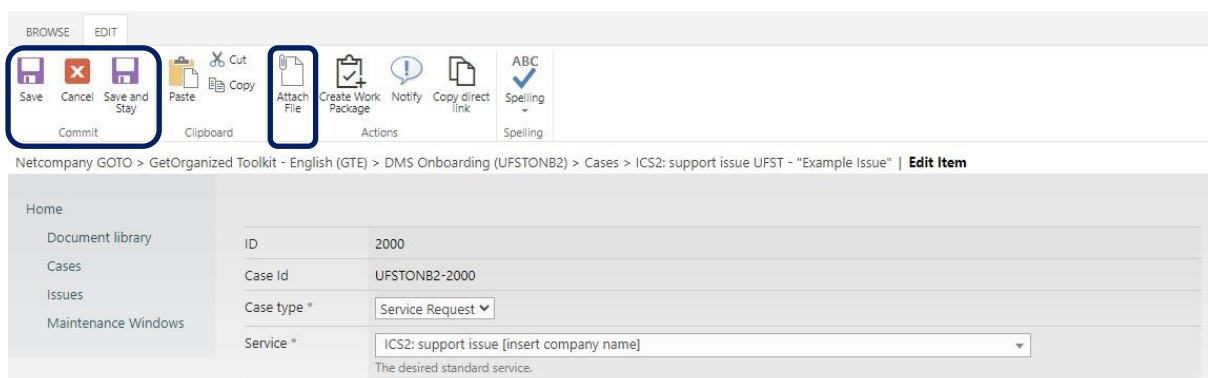 BROWSE EDIT
Save Cancel Save and Stay Paste Cut Copy Attach File Create Work Package Notify Copy direct link ABC Spelling
Commit Clipboard Actions Spelling
Netcompany GOTO > GetOrganized Toolkit - English (GTE) > DMS Onboarding (UFSTONB2) > Cases > ICS2: support issue UFST - "Example Issue" | Edit Item
Home
Document library
Cases
Issues
Maintenance Windows
ID 2000
Case Id UFSTONB2-2000
Case type * Service Request
Service * ICS2: support issue [insert company name]
The desired standard service.